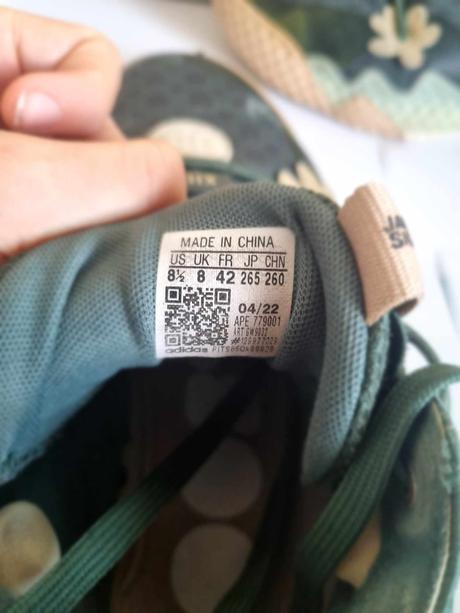 MADE IN CHINA
US UK FR JP CHN
8½ 8 42 265 260
04/22
APE 779001
adidas